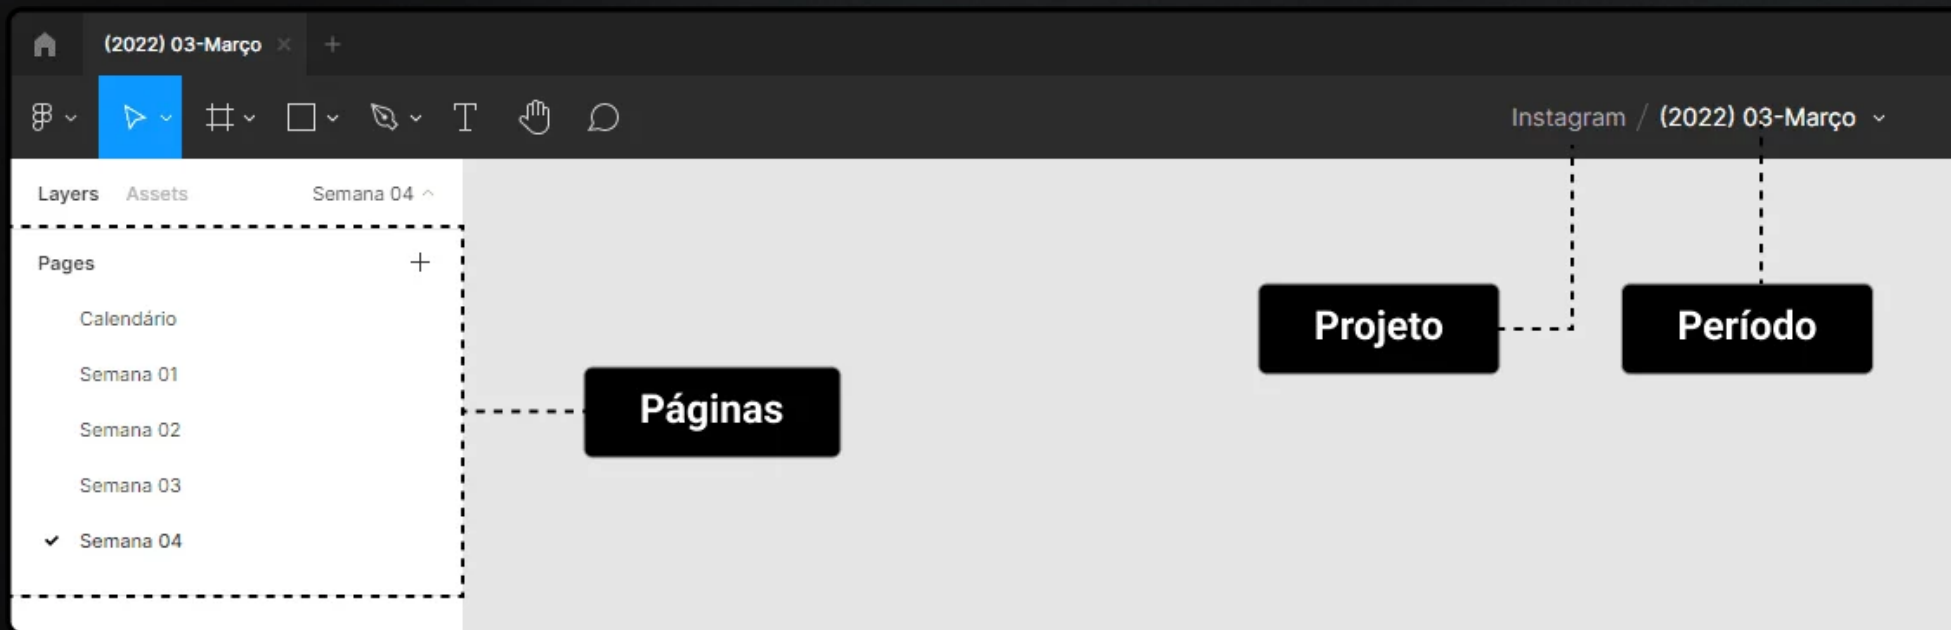 (2022) 03-Março
Instagram / (2022) 03-Março
Layers Assets Semana 04
Pages
Calendário
Semana 01
Semana 02
Semana 03
Semana 04
Páginas
Projeto
Período